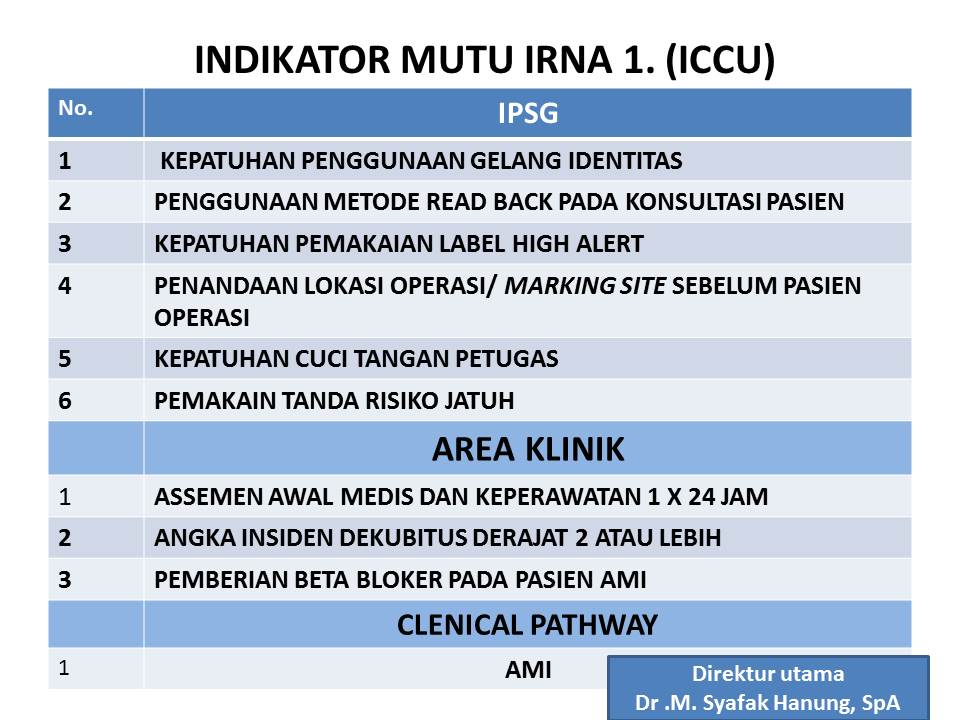 INDIKATOR MUTU IRNA 1. (ICCU)
No. IPSG
1 KEPATUHAN PENGGUNAAN GELANG IDENTITAS
2 PENGGUNAAN METODE READ BACK PADA KONSULTASI PASIEN
3 KEPATUHAN PEMAKAIAN LABEL HIGH ALERT
4 PENANDAAN LOKASI OPERASI/ MARKING SITE SEBELUM PASIEN
OPERASI
5 KEPATUHAN CUCI TANGAN PETUGAS
6 PEMAKAIN TANDA RISIKO JATUH
AREA KLINIK
1 ASSEMEN AWAL MEDIS DAN KEPERAWATAN 1 X 24 JAM
2 ANGKA INSIDEN DEKUBITUS DERAJAT 2 ATAU LEBIH
3 PEMBERIAN BETA BLOKER PADA PASIEN AMI
CLENICAL PATHWAY
1 AMI
Direktur utama
Dr .M. Syafak Hanung, SpA